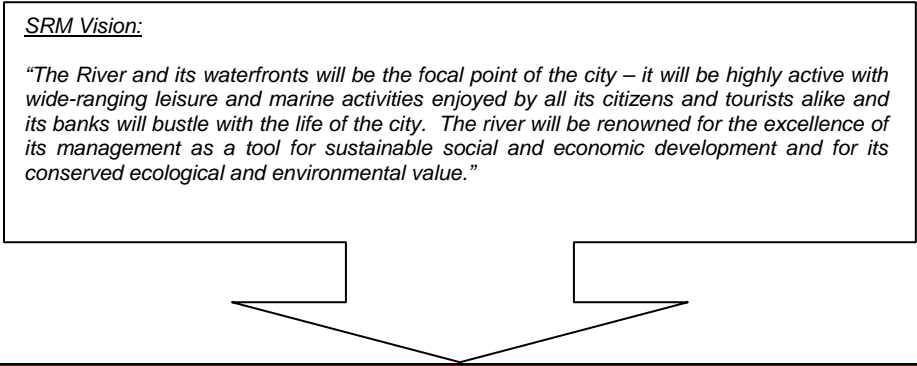 SRM Vision:
“The River and its waterfronts will be the focal point of the city – it will be highly active with
wide-ranging leisure and marine activities enjoyed by all its citizens and tourists alike and
its banks will bustle with the life of the city. The river will be renowned for the excellence of
its management as a tool for sustainable social and economic development and for its
conserved ecological and environmental value.”